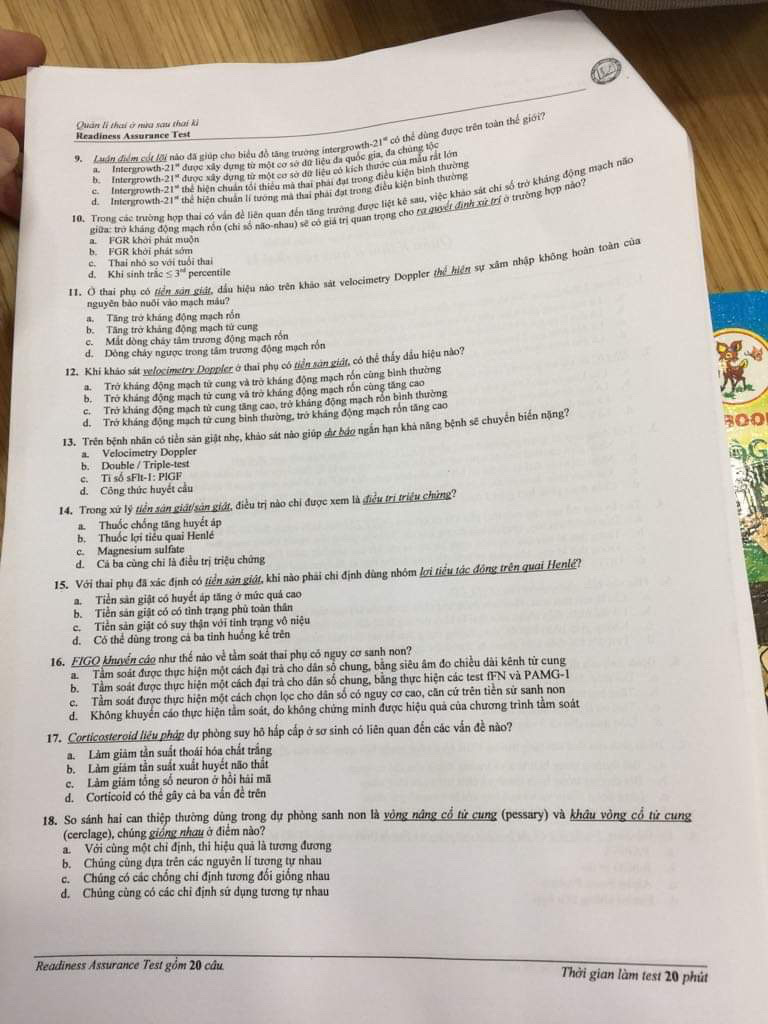 Quản lí thai ở nửa sau thai kì
Readiness Assurance Test
9. Luận điểm cốt lõi nào đã giúp cho biểu đồ tăng trưởng intergrowth-21st có thể dùng được trên toàn thế giới?
a. Intergrowth-21st được xây dựng từ một cơ sở dữ liệu đa quốc gia, đa chủng tộc
b. Intergrowth-21st được xây dựng từ một cơ sở dữ liệu có kích thước của mẫu rất lớn
c. Intergrowth-21st thể hiện chuẩn tối thiểu mà thai phải đạt trong điều kiện bình thường
d. Intergrowth-21st thể hiện chuẩn lí tưởng mà thai phải đạt trong điều kiện bình thường
10. Trong các trường hợp thai có vấn đề liên quan đến tăng trưởng được liệt kê sau, việc khảo sát chỉ số trở kháng động mạch não
giữa: trở kháng động mạch rốn (chỉ số não-nhau) sẽ có giá trị quan trọng cho ra quyết định xử trí ở trường hợp nào?
a. FGR khởi phát muộn
b. FGR khởi phát sớm
c. Thai nhỏ so với tuổi thai
d. Khi sinh trắc ≤ 3rd percentile
11. Ở thai phụ có tiền sản giật, dấu hiệu nào trên khảo sát velocimetry Doppler thể hiện sự xâm nhập không hoàn toàn của
nguyên bào nuôi vào mạch máu?
a. Tăng trở kháng động mạch rốn
b. Tăng trở kháng động mạch tử cung
c. Mất dòng chảy tâm trương động mạch rốn
d. Dòng chảy ngược trong tâm trương động mạch rốn
12. Khi khảo sát velocimetry Doppler ở thai phụ có tiền sản giật, có thể thấy dấu hiệu nào?
a. Trở kháng động mạch tử cung và trở kháng động mạch rốn cùng bình thường
b. Trở kháng động mạch tử cung và trở kháng động mạch rốn cùng tăng cao
c. Trở kháng động mạch tử cung tăng cao, trở kháng động mạch rốn bình thường
d. Trở kháng động mạch tử cung bình thường, trở kháng động mạch rốn tăng cao
13. Trên bệnh nhân có tiền sản giật nhẹ, khảo sát nào giúp dự báo ngắn hạn khả năng bệnh sẽ chuyển biến nặng?
a. Velocimetry Doppler
b. Double / Triple-test
c. Tỉ số sFlt-1: PlGF
d. Công thức huyết cầu
14. Trong xử lý tiền sản giật/sản giật, điều trị nào chỉ được xem là điều trị triệu chứng?
a. Thuốc chống tăng huyết áp
b. Thuốc lợi tiểu quai Henlé
c. Magnesium sulfate
d. Cả ba cùng chỉ là điều trị triệu chứng
15. Với thai phụ đã xác định có tiền sản giật, khi nào phải chỉ định dùng nhóm lợi tiểu tác động trên quai Henlé?
a. Tiền sản giật có huyết áp tăng ở mức quá cao
b. Tiền sản giật có có tình trạng phù toàn thân
c. Tiền sản giật có suy thận với tình trạng vô niệu
d. Có thể dùng trong cả ba tình huống kể trên
16. FIGO khuyến cáo như thế nào về tầm soát thai phụ có nguy cơ sanh non?
a. Tầm soát được thực hiện một cách đại trà cho dân số chung, bằng siêu âm đo chiều dài kênh tử cung
b. Tầm soát được thực hiện một cách đại trà cho dân số chung, bằng thực hiện các test fFN và PAMG-1
c. Tầm soát được thực hiện một cách chọn lọc cho dân số có nguy cơ cao, căn cứ trên tiền sử sanh non
d. Không khuyến cáo thực hiện tầm soát, do không chứng minh được hiệu quả của chương trình tầm soát
17. Corticosteroid liệu pháp dự phòng suy hô hấp cấp ở sơ sinh có liên quan đến các vấn đề nào?
a. Làm giảm tần suất thoái hóa chất trắng
b. Làm giảm tần suất xuất huyết não thất
c. Làm giảm tổng số neuron ở hồi hải mã
d. Corticoid có thể gây cả ba vấn đề trên
18. So sánh hai can thiệp thường dùng trong dự phòng sanh non là vòng nâng cổ tử cung (pessary) và khâu vòng cổ tử cung
(cerclage), chúng giống nhau ở điểm nào?
a. Với cùng một chỉ định, thì hiệu quả là tương đương
b. Chúng cùng dựa trên các nguyên lí tương tự nhau
c. Chúng có các chống chỉ định tương đối giống nhau
d. Chúng cùng có các chỉ định sử dụng tương tự nhau
Readiness Assurance Test gồm 20 câu.
Thời gian làm test 20 phút